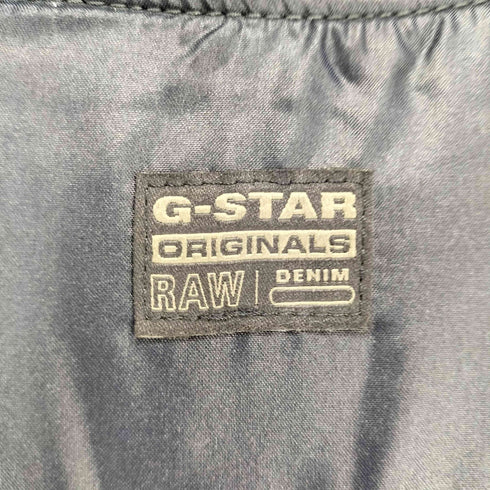 G-STAR
ORIGINALS
RAW | DENIM